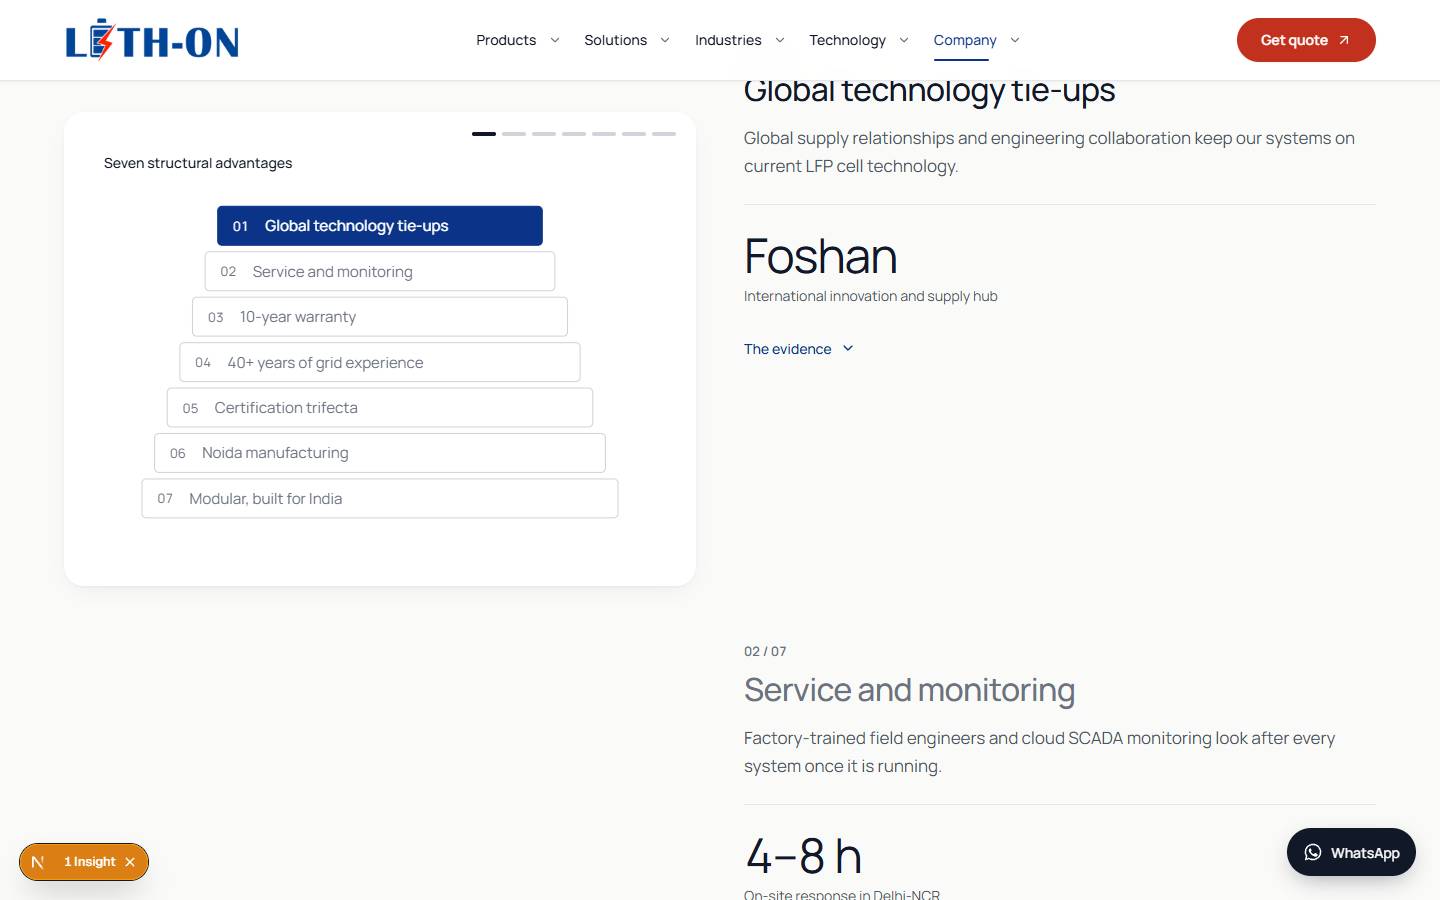 LITH-ON
Products
Solutions
Industries
Technology
Company
Get quote
Seven structural advantages
01 Global technology tie-ups
02 Service and monitoring
03 10-year warranty
04 40+ years of grid experience
05 Certification trifecta
06 Noida manufacturing
07 Modular, built for India
Global technology tie-ups
Global supply relationships and engineering collaboration keep our systems on
current LFP cell technology.
Foshan
International innovation and supply hub
The evidence
02 / 07
Service and monitoring
Factory-trained field engineers and cloud SCADA monitoring look after every
system once it is running.
4–8 h
On-site response in Delhi-NCR
N 1 Insight
WhatsApp